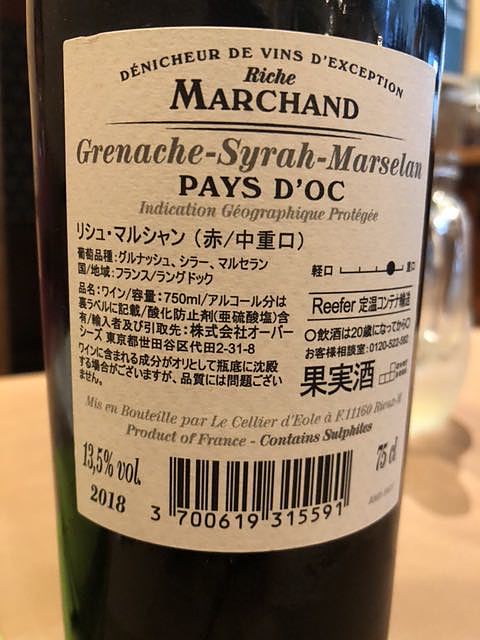 DÉNICHEUR DE VINS D'EXCEPTION
Riche
MARCHAND
Grenache-Syrah-Marselan
PAYS D'OC
Indication Géographique Protégée
リシュ・マルシャン (赤/中重口)
葡萄品種:グルナッシュ、シラー、マルセラン
国/地域:フランス/ラングドック
軽口 重口
品名:ワイン/容量:750ml/アルコール分は
裏ラベルに記載/酸化防止剤(亜硫酸塩)含
有/輸入者及び引取先:株式会社オーバー
シーズ 東京都世田谷区代田2-31-8
ワインに含まれる成分がオリとして瓶底に沈殿
する場合がございますが、品質には問題ござい
ません。
Reefer 定温コンテナ輸送
○飲酒は20歳になってから○
お客様相談室:0120-522-582
果実酒
Mis en Bouteille par Le Cellier d'Eole à F.11160 Rieux-M
Product of France - Contains Sulphites
13,5% vol.
2018
75 cl
3 700619 315591